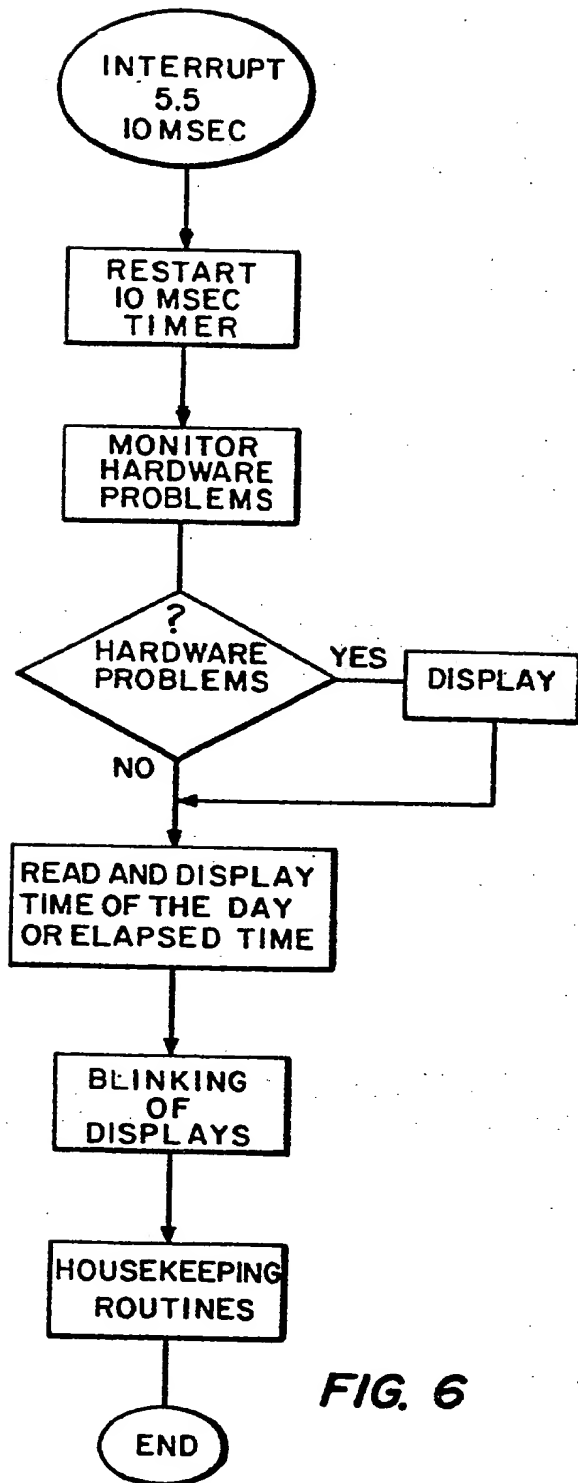 INTERRUPT
5.5
10 MSEC
RESTART
10 MSEC
TIMER
MONITOR
HARDWARE
PROBLEMS
?
HARDWARE
PROBLEMS
YES
DISPLAY
NO
READ AND DISPLAY
TIME OF THE DAY
OR ELAPSED TIME
BLINKING
OF
DISPLAYS
HOUSEKEEPING
ROUTINES
END
FIG. 6